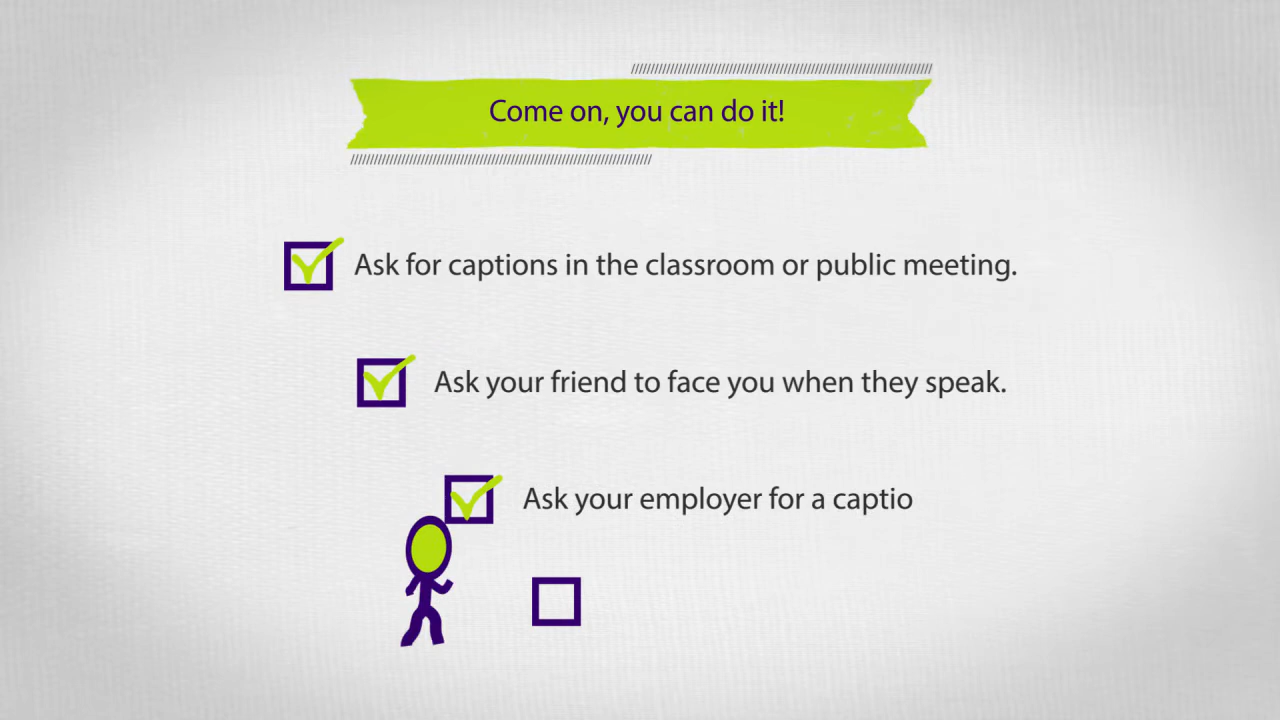 Come on, you can do it!
Ask for captions in the classroom or public meeting.
Ask your friend to face you when they speak.
Ask your employer for a captio